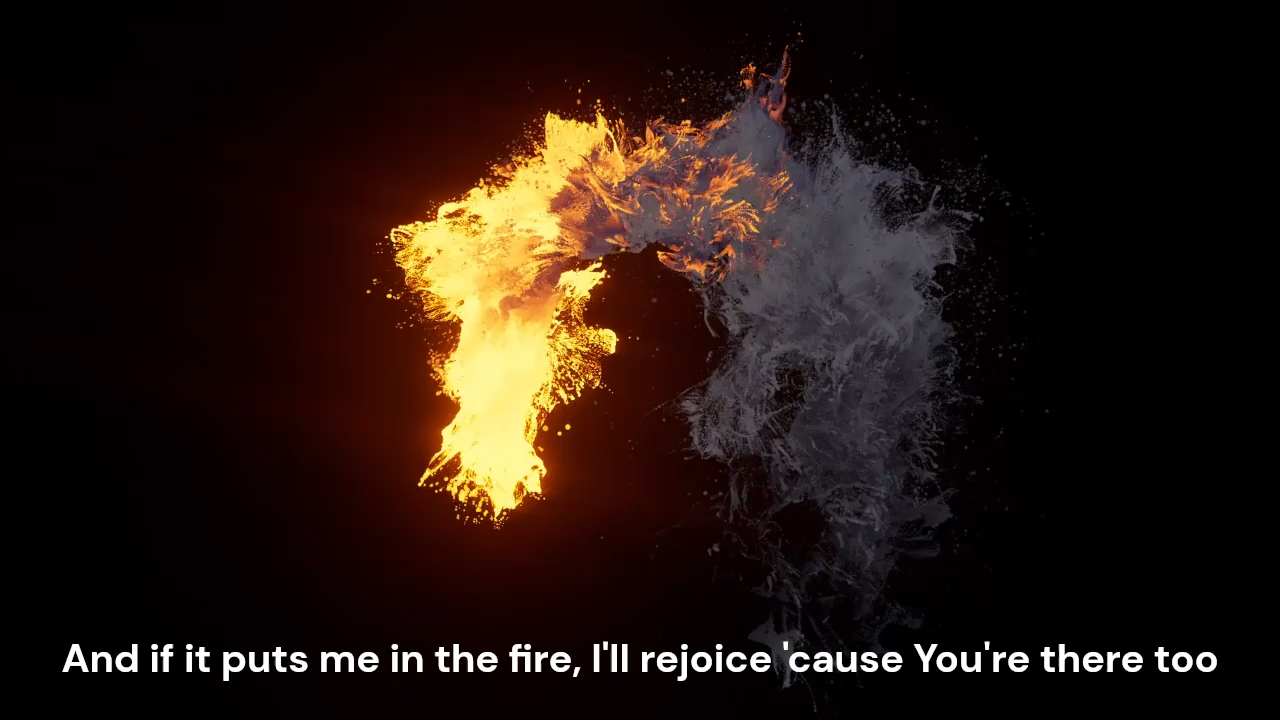 And if it puts me in the fire, I'll rejoice 'cause You're there too